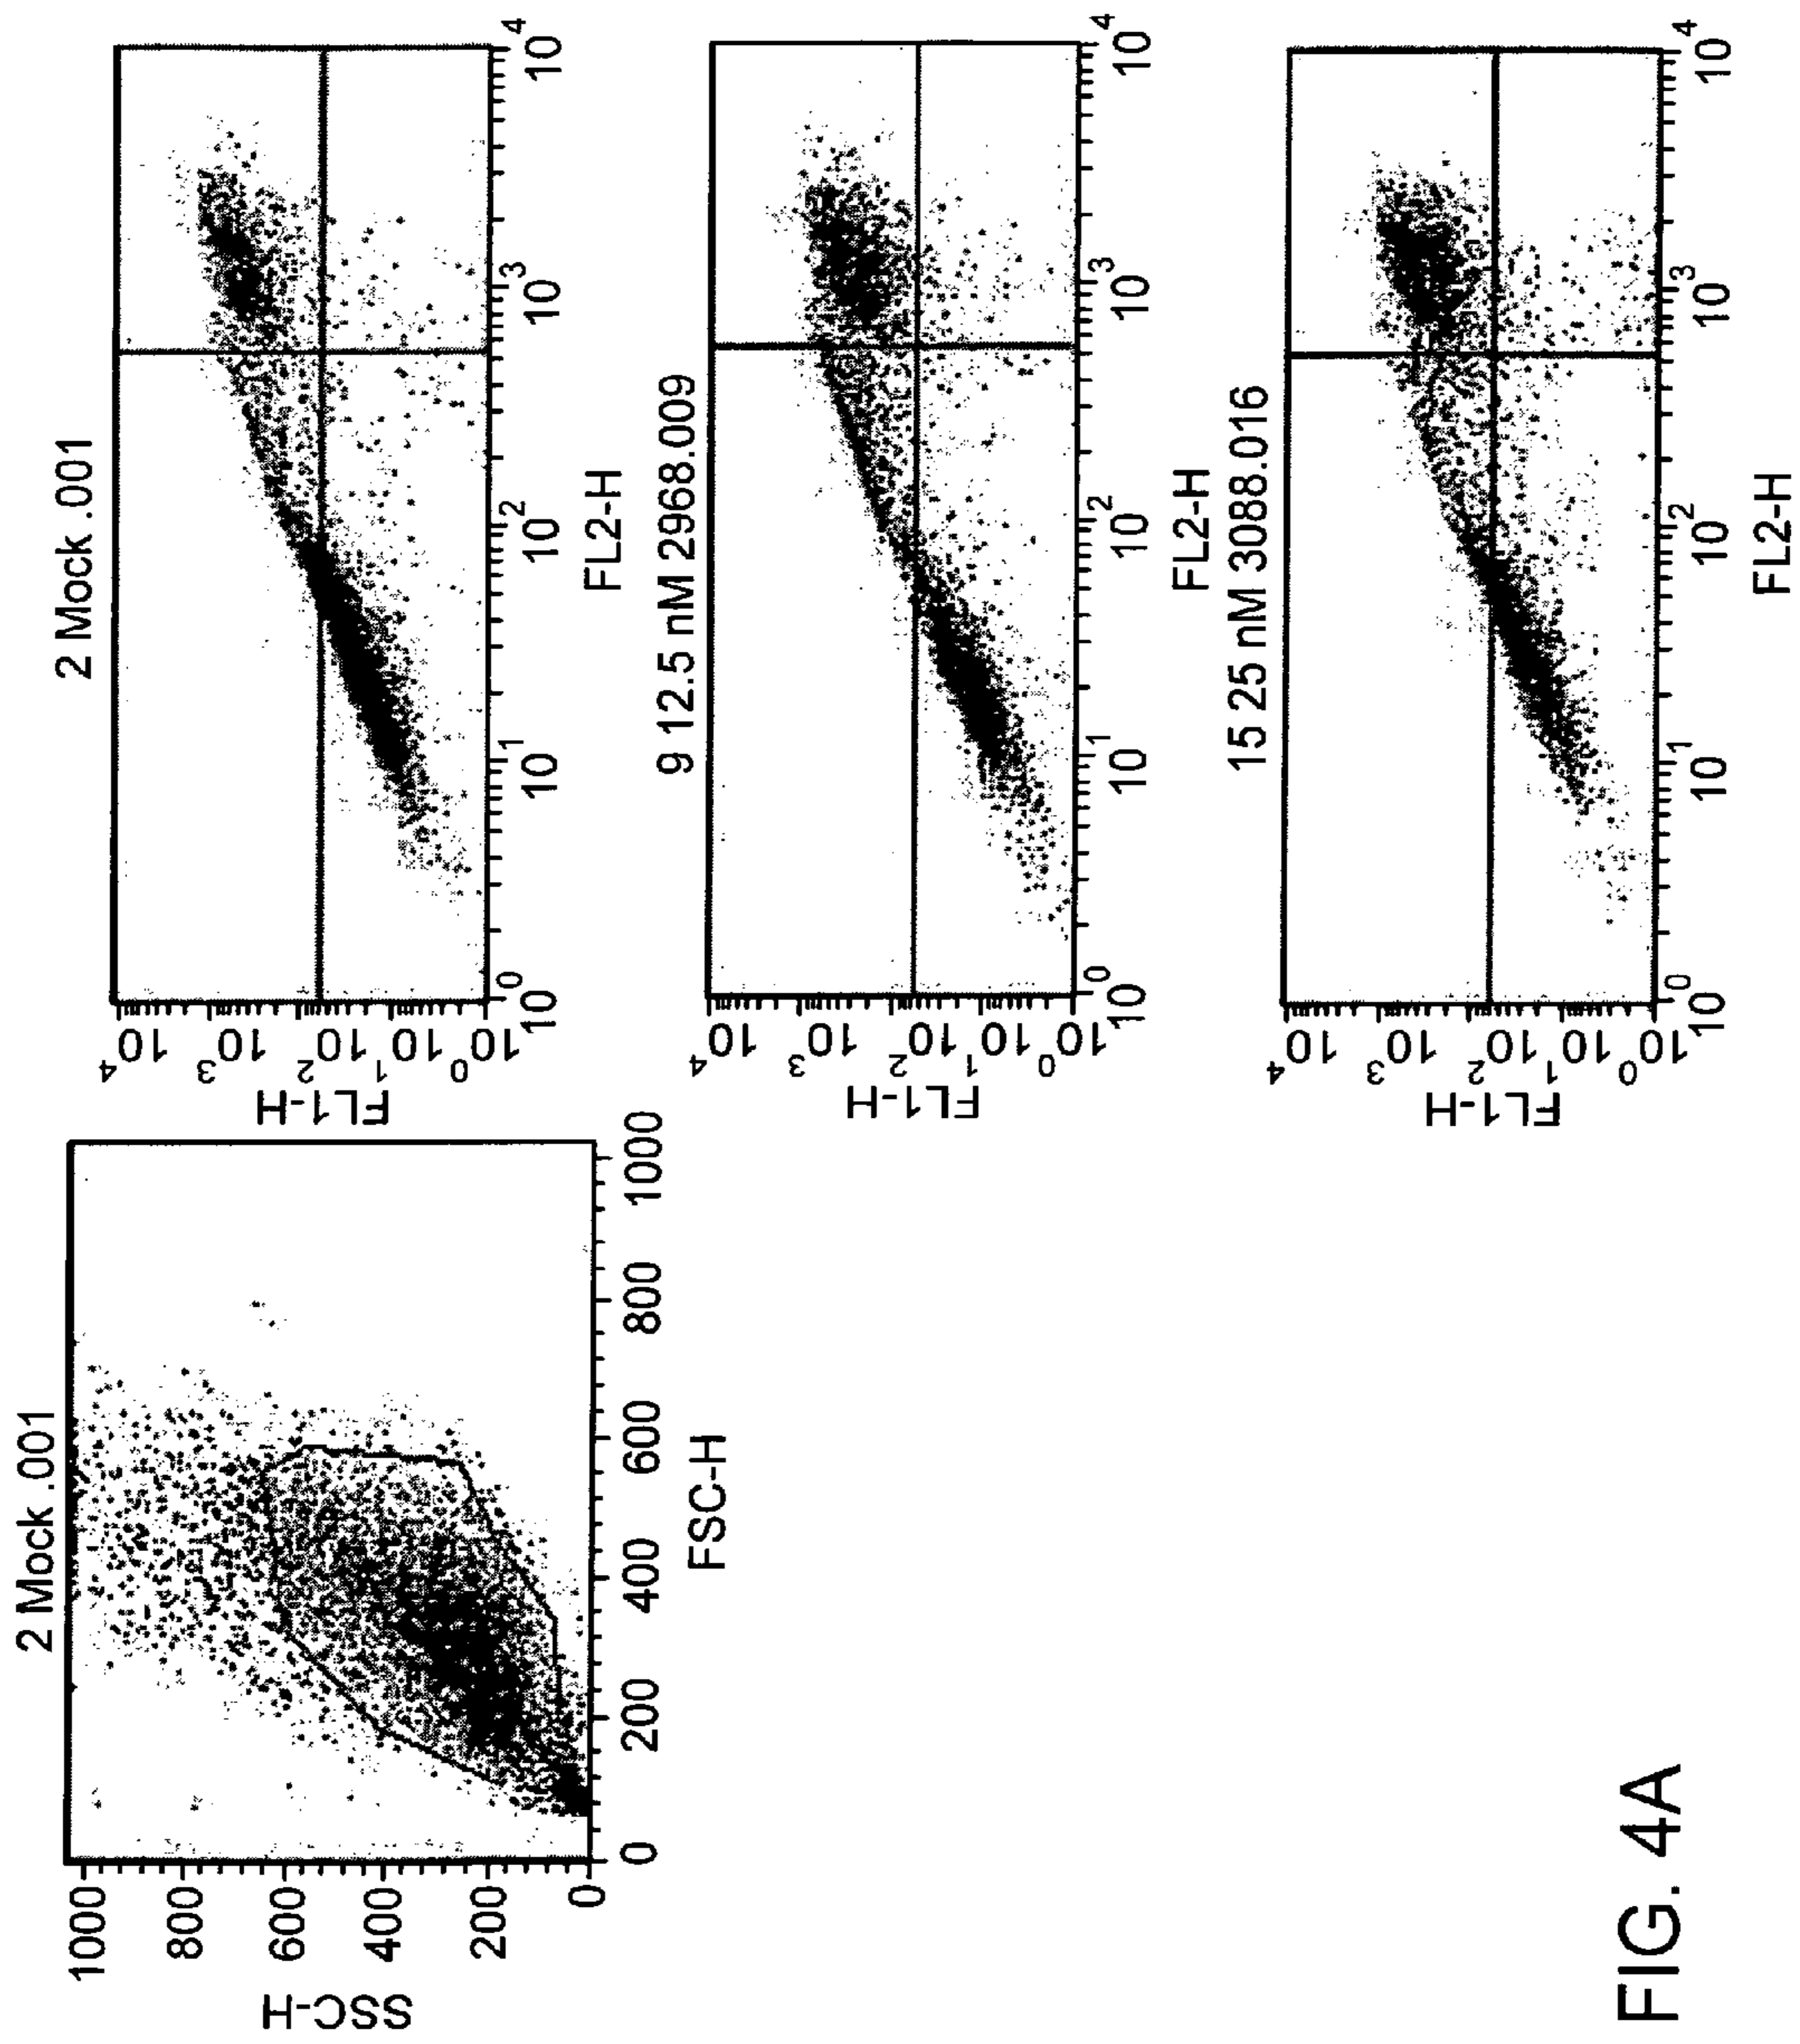 2 Mock .001
SSC-H
1000
800
600
400
200
0
0 200 400 600 800 1000
FSC-H
2 Mock .001
FL1-H
10^4
10^3
10^2
10^1
10^0
10^0 10^1 10^2 10^3 10^4
FL2-H
9 12.5 nM 2968.009
FL1-H
10^4
10^3
10^2
10^1
10^0
10^0 10^1 10^2 10^3 10^4
FL2-H
15 25 nM 3088.016
FL1-H
10^4
10^3
10^2
10^1
10^0
10^0 10^1 10^2 10^3 10^4
FL2-H
FIG. 4A